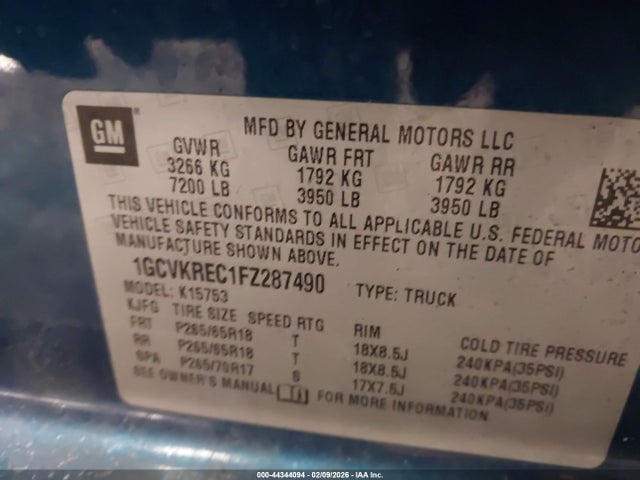 GM
MFD BY GENERAL MOTORS LLC
GVWR GAWR FRT GAWR RR
3266 KG 1792 KG 1792 KG
7200 LB 3950 LB 3950 LB
THIS VEHICLE CONFORMS TO ALL APPLICABLE U.S. FEDERAL MOTO
VEHICLE SAFETY STANDARDS IN EFFECT ON THE DATE OF
MANUFACTURE SHOWN ABOVE.
1GCVKREC1FZ287490 TYPE: TRUCK
MODEL: K15753
KJFG TIRE SIZE SPEED RTG RIM COLD TIRE PRESSURE
FRT P265/65R18 T 18X8.5J 240KPA(35PSI)
RR P265/65R18 T 18X8.5J 240KPA(35PSI)
SPA P265/70R17 S 17X7.5J 240KPA(35PSI)
SEE OWNER'S MANUAL FOR MORE INFORMATION
000-44344094 - 02/09/2026 - IAA Inc.